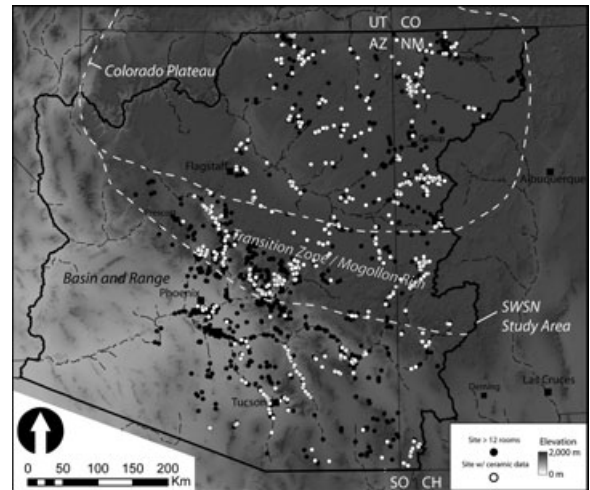 UT CO
AZ NM
Colorado Plateau
Flagstaff
Albuquerque
Transition Zone / Mogollon Rim
Basin and Range
Phoenix
SWSN
Study Area
Tucson
Deming
Las Cruces
Site > 12 rooms
Site w/ ceramic data
Elevation
2,000 m
0 m
0 25 50 100 150 200
Km
SO CH